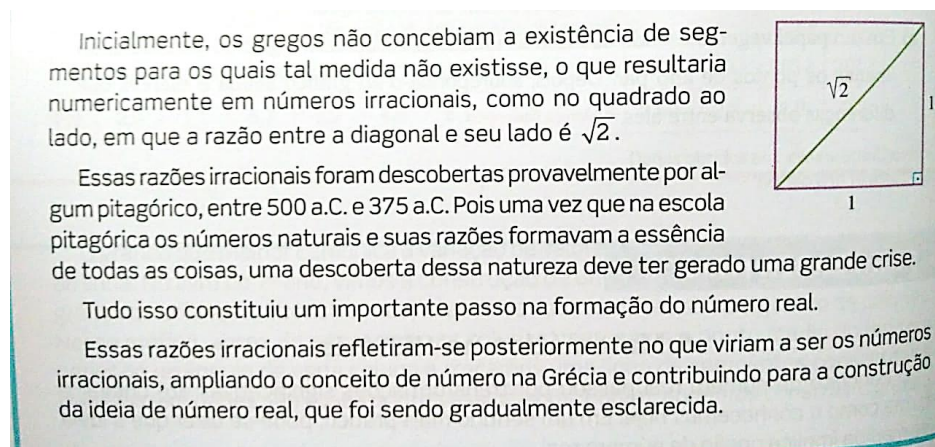 Inicialmente, os gregos não concebiam a existência de seg-
mentos para os quais tal medida não existisse, o que resultaria
numericamente em números irracionais, como no quadrado ao
lado, em que a razão entre a diagonal e seu lado é √2.
√2
1
1
Essas razões irracionais foram descobertas provavelmente por al-
gum pitagórico, entre 500 a.C. e 375 a.C. Pois uma vez que na escola
pitagórica os números naturais e suas razões formavam a essência
de todas as coisas, uma descoberta dessa natureza deve ter gerado uma grande crise.
Tudo isso constituiu um importante passo na formação do número real.
Essas razões irracionais refletiram-se posteriormente no que viriam a ser os números
irracionais, ampliando o conceito de número na Grécia e contribuindo para a construção
da ideia de número real, que foi sendo gradualmente esclarecida.